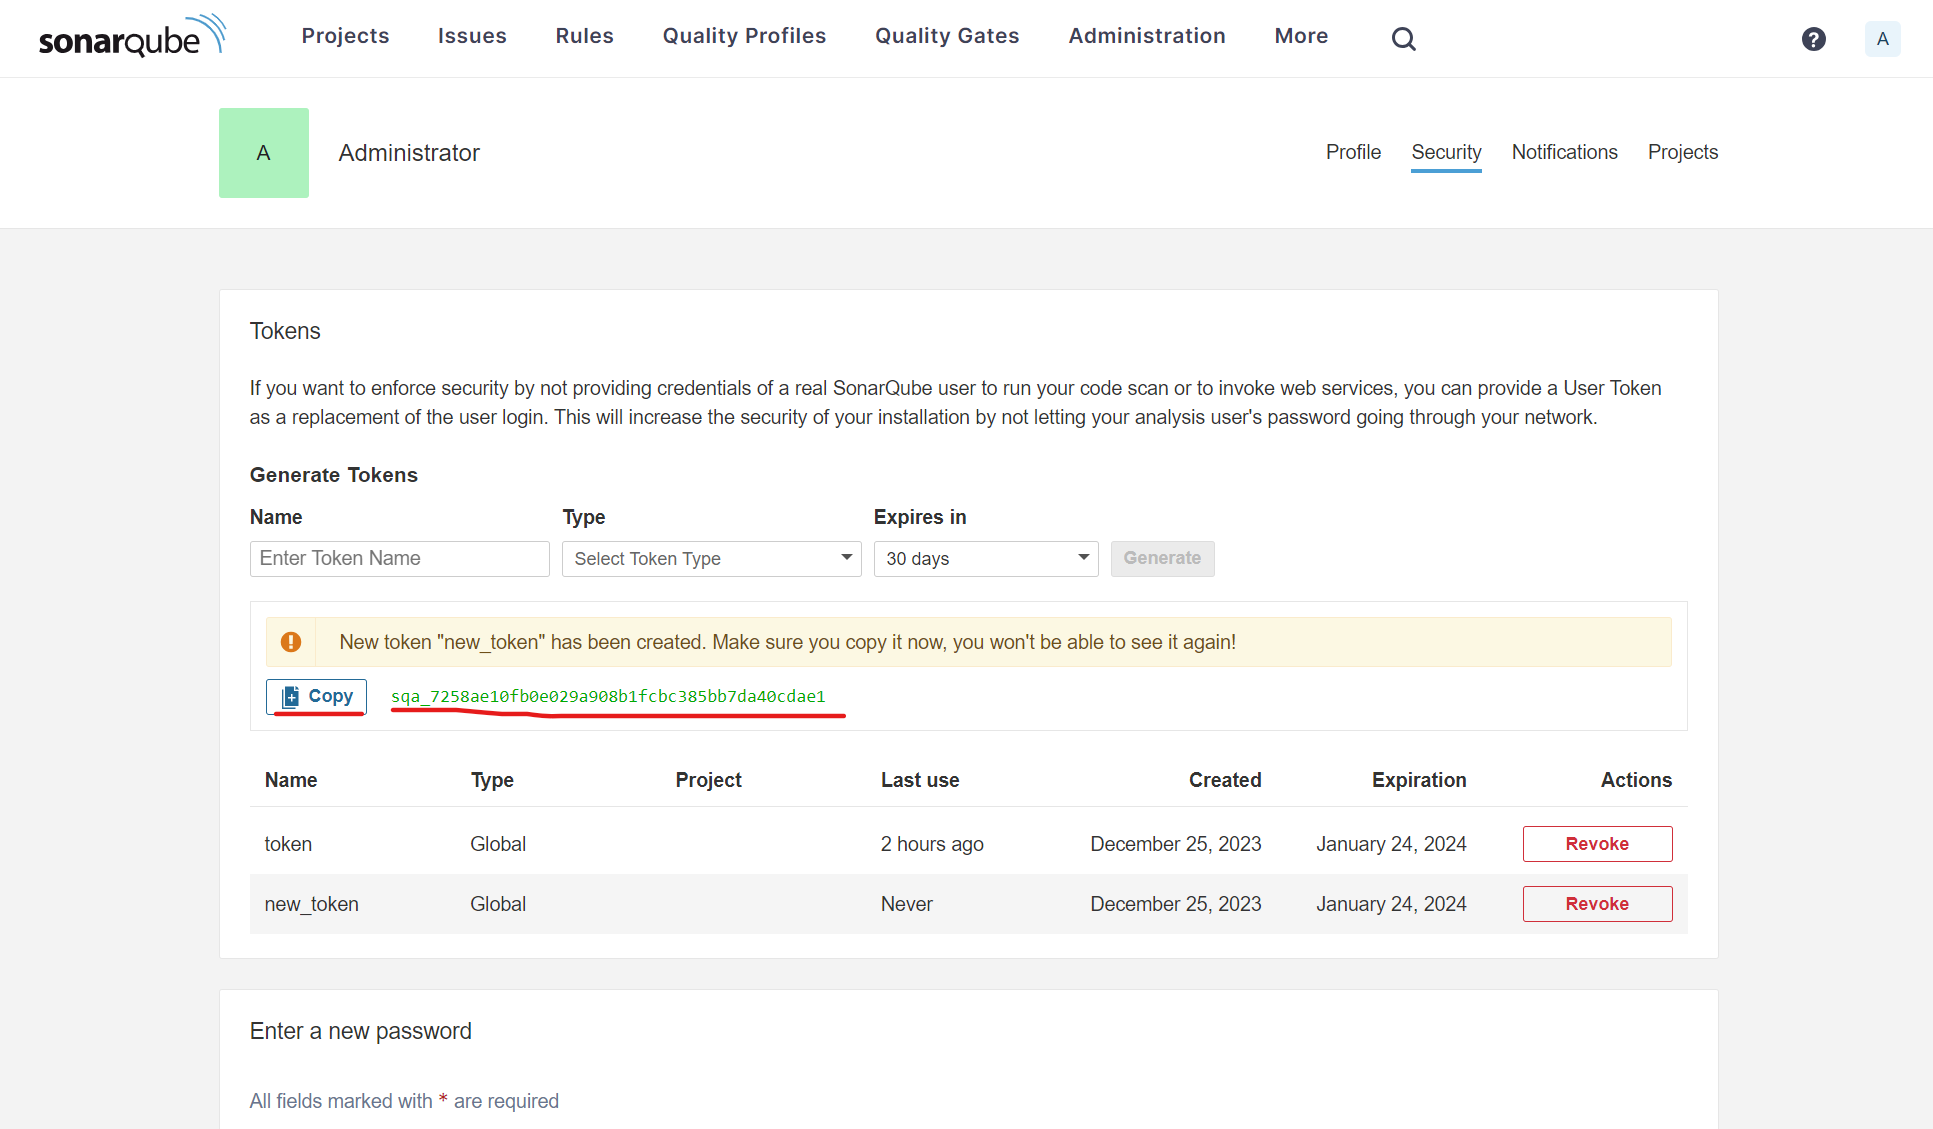 sonarqube Projects Issues Rules Quality Profiles Quality Gates Administration More ? A
A Administrator Profile Security Notifications Projects
Tokens
If you want to enforce security by not providing credentials of a real SonarQube user to run your code scan or to invoke web services, you can provide a User Token
as a replacement of the user login. This will increase the security of your installation by not letting your analysis user's password going through your network.
Generate Tokens
Name Type Expires in
Enter Token Name Select Token Type 30 days Generate
New token "new_token" has been created. Make sure you copy it now, you won't be able to see it again!
Copy sqa_7258ae10fb0e029a908b1fcbc385bb7da40cdae1
Name Type Project Last use Created Expiration Actions
token Global 2 hours ago December 25, 2023 January 24, 2024 Revoke
new_token Global Never December 25, 2023 January 24, 2024 Revoke
Enter a new password
All fields marked with * are required